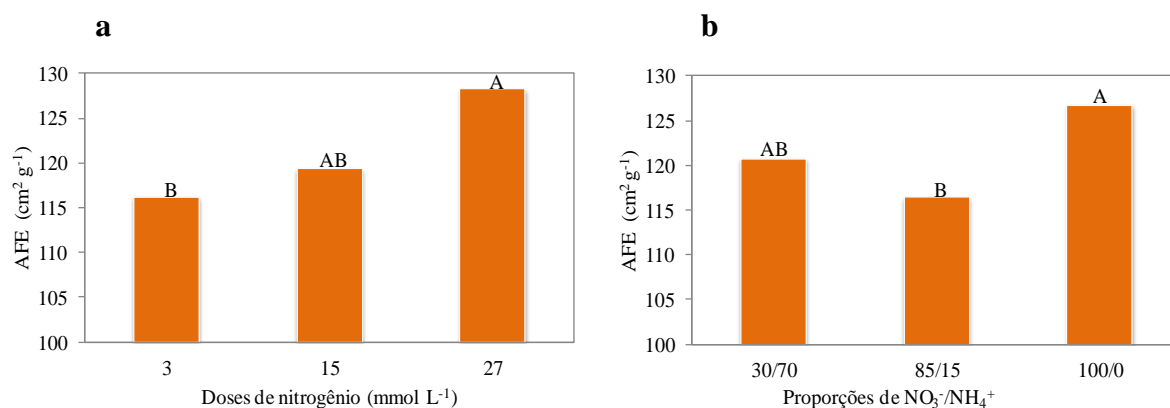 a
AFE (cm² g⁻¹)
130
125
120
115
110
105
100
B
AB
A
3 15 27
Doses de nitrogênio (mmol L⁻¹)
b
AFE (cm² g⁻¹)
130
125
120
115
110
105
100
AB
B
A
30/70 85/15 100/0
Proporções de NO₃⁻/NH₄⁺